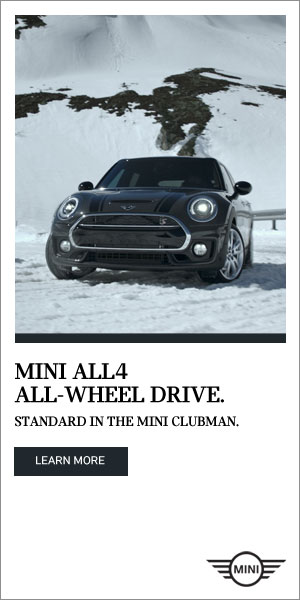 MINI ALL4
ALL-WHEEL DRIVE.
STANDARD IN THE MINI CLUBMAN.
LEARN MORE
MINI